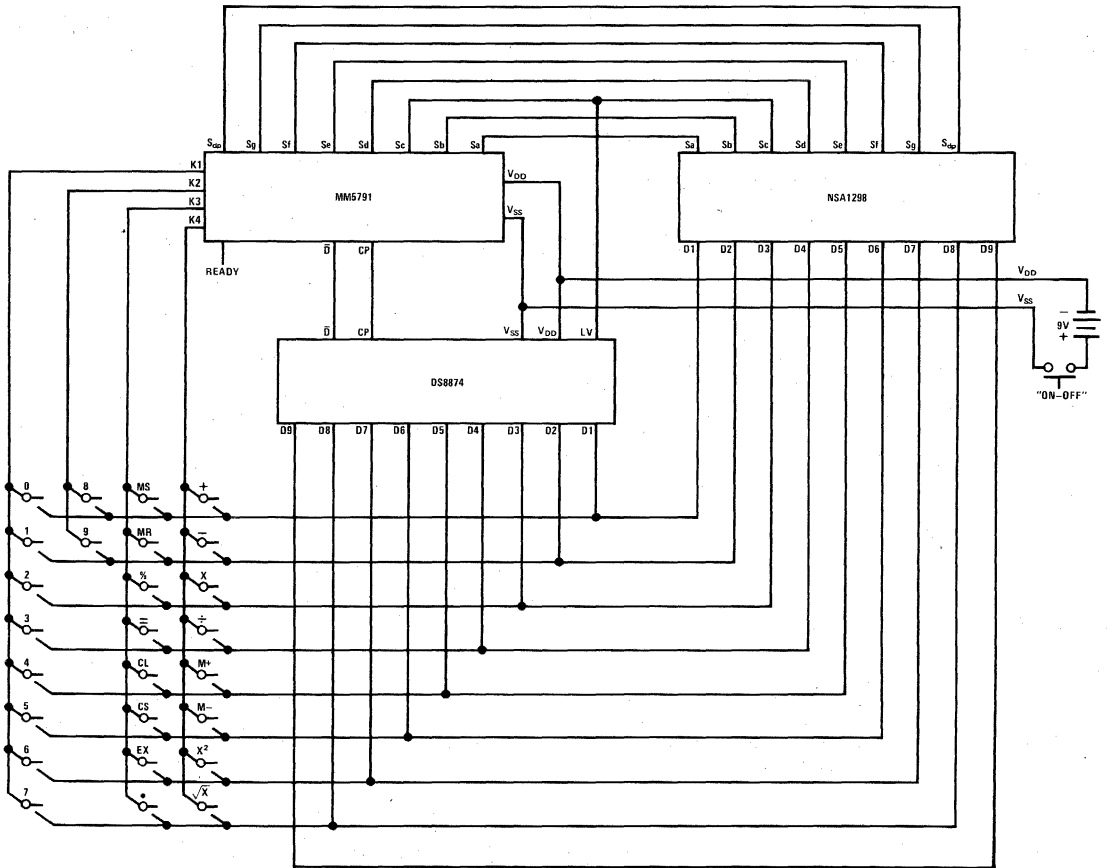 Sdp Sg Sf Se Sd Sc Sb Sa
Sa Sb Sc Sd Se Sf Sg Sdp
K1
K2
K3
K4
MM5791
VDD
VSS
NSA1298
READY
D̅ CP
D1 D2 D3 D4 D5 D6 D7 D8 D9
VDD
VSS
−
9V
+
"ON-OFF"
D̅ CP VSS VDD LV
DS8874
D9 D8 D7 D6 D5 D4 D3 D2 D1
0 8 MS +
1 9 MR −
2 % X
3 = ÷
4 CL M+
5 CS M−
6 EX X²
7 • √X